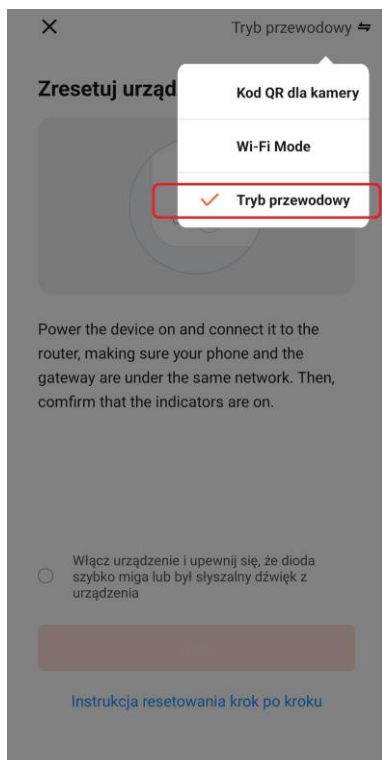 Tryb przewodowy
Zresetuj urząd
Kod QR dla kamery
Wi-Fi Mode
Tryb przewodowy
Power the device on and connect it to the
router, making sure your phone and the
gateway are under the same network. Then,
comfirm that the indicators are on.
Włącz urządzenie i upewnij się, że dioda
szybko miga lub był słyszalny dźwięk z
urządzenia
Instrukcja resetowania krok po kroku